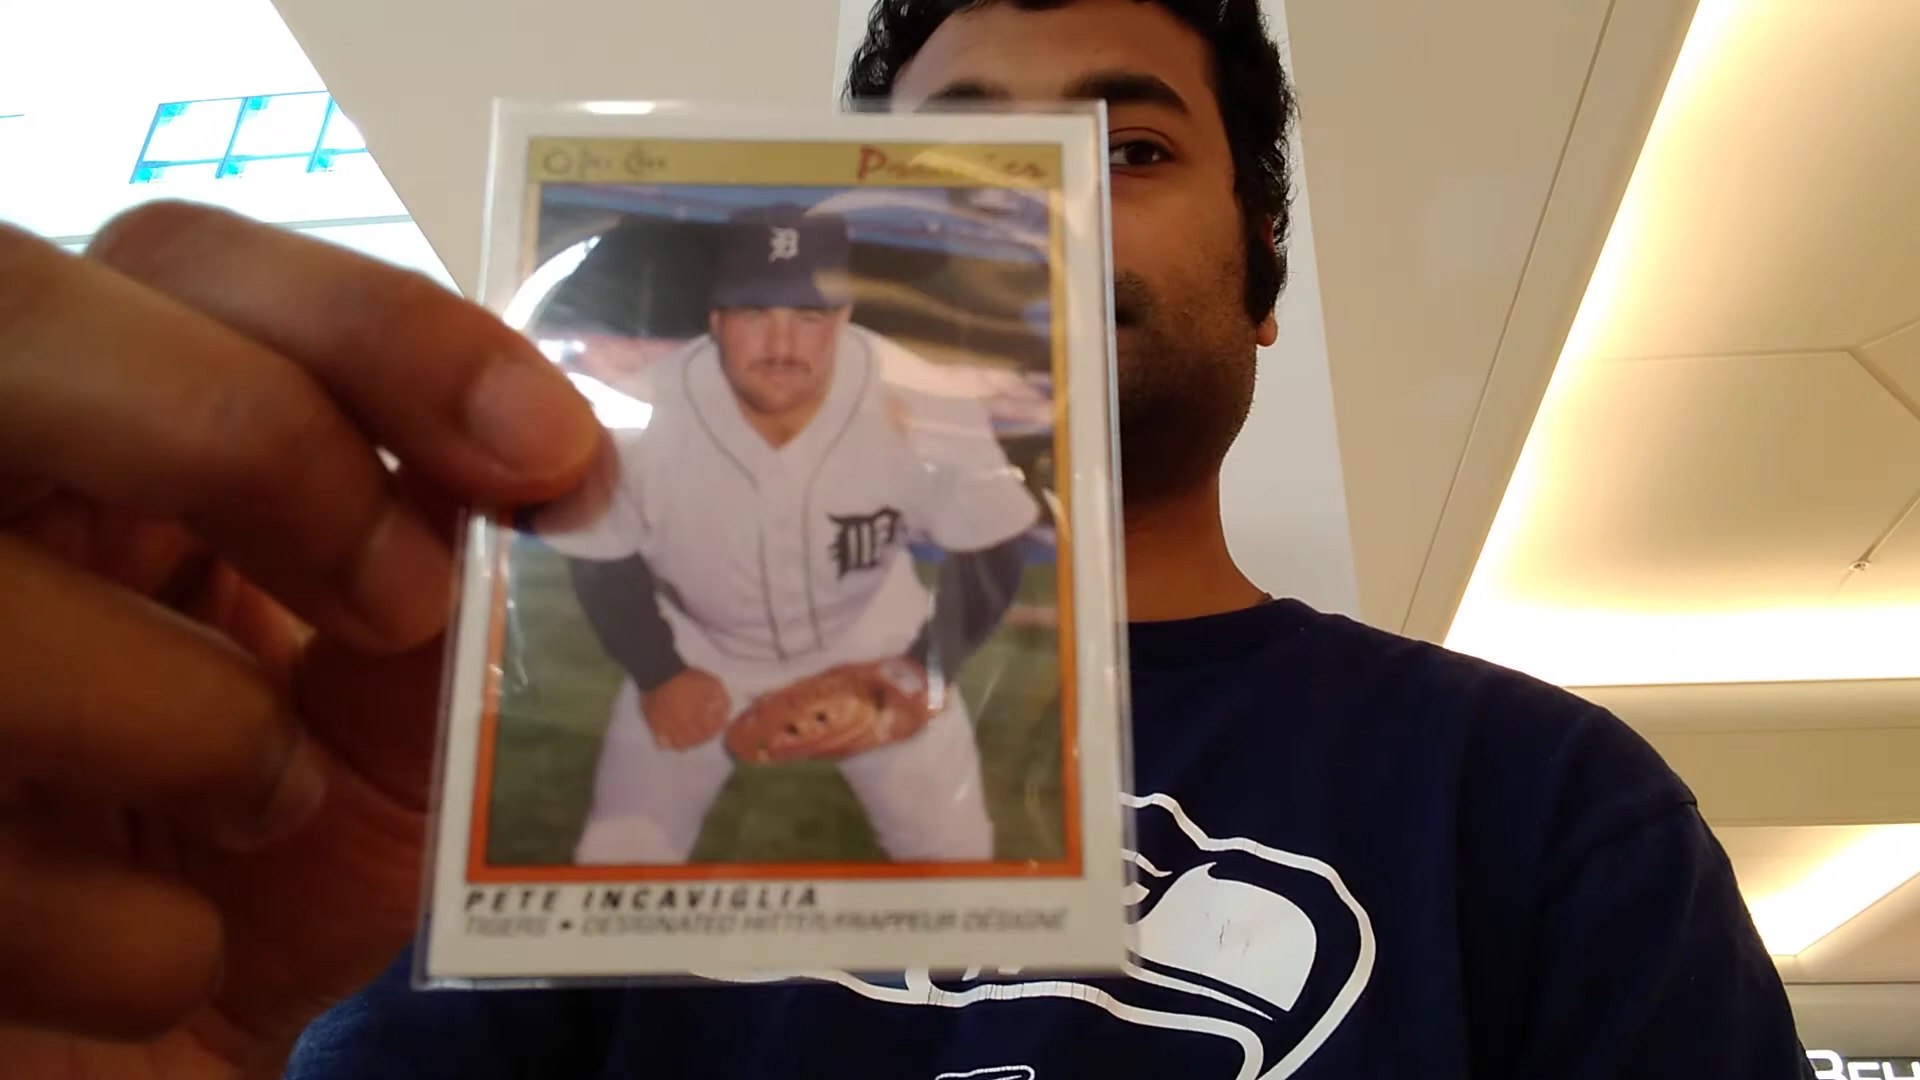 O-Pee-Chee Premier
PETE INCAVIGLIA
TIGERS • DESIGNATED HITTER/FRAPPEUR DÉSIGNÉ